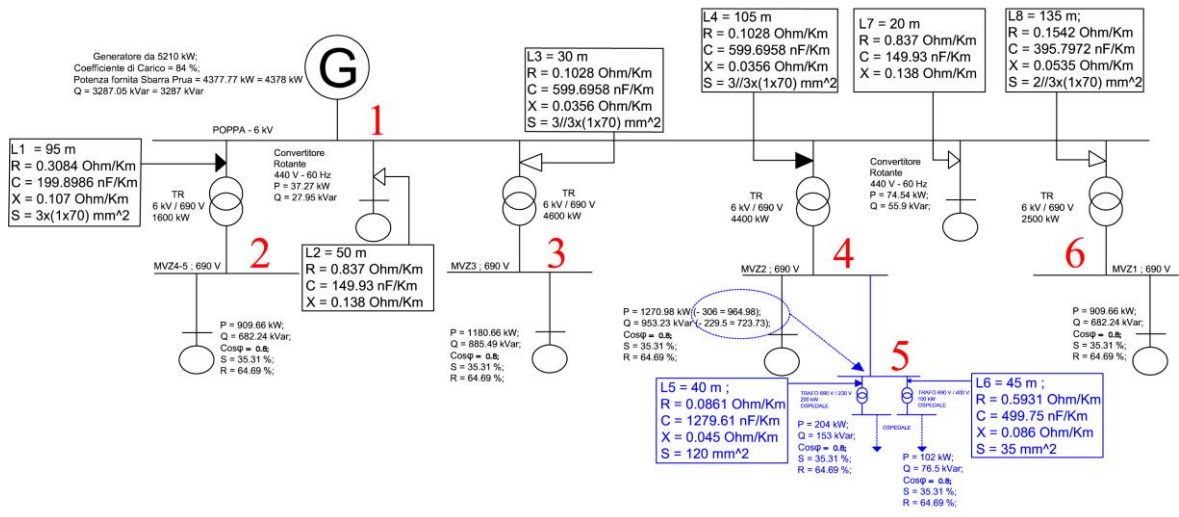 Generatore da 5210 kW;
Coefficiente di Carico = 84 %;
Potenza fornita Sbarra Prua = 4377.77 kW = 4378 kW
Q = 3287.05 kVar = 3287 kVar
G
1
POPPA - 6 kV
L1 = 95 m
R = 0.3084 Ohm/Km
C = 199.8986 nF/Km
X = 0.107 Ohm/Km
S = 3x(1x70) mm^2
TR
6 kV / 690 V
1600 kW
MVZ4-5 ; 690 V
2
P = 909.66 kW;
Q = 682.24 kVar;
Cosφ = 0.8;
S = 35.31 %;
R = 64.69 %;
Convertitore
Rotante
440 V - 60 Hz
P = 37.27 kW
Q = 27.95 kVar
L2 = 50 m
R = 0.837 Ohm/Km
C = 149.93 nF/Km
X = 0.138 Ohm/Km
L3 = 30 m
R = 0.1028 Ohm/Km
C = 599.6958 nF/Km
X = 0.0356 Ohm/Km
S = 3//3x(1x70) mm^2
TR
6 kV / 690 V
4600 kW
MVZ3 ; 690 V
3
P = 1180.66 kW;
Q = 885.49 kVar;
Cosφ = 0.8;
S = 35.31 %;
R = 64.69 %;
L4 = 105 m
R = 0.1028 Ohm/Km
C = 599.6958 nF/Km
X = 0.0356 Ohm/Km
S = 3//3x(1x70) mm^2
TR
6 kV / 690 V
4400 kW
MVZ2 ; 690 V
4
P = 1270.98 kW; (- 306 = 964.98);
Q = 953.23 kVar (- 229.5 = 723.73);
Cosφ = 0.8;
S = 35.31 %;
R = 64.69 %;
L7 = 20 m
R = 0.837 Ohm/Km
C = 149.93 nF/Km
X = 0.138 Ohm/Km
Convertitore
Rotante
440 V - 60 Hz
P = 74.54 kW
Q = 55.9 kVar;
L8 = 135 m;
R = 0.1542 Ohm/Km
C = 395.7972 nF/Km
X = 0.0535 Ohm/Km
S = 2//3x(1x70) mm^2
TR
6 kV / 690 V
2500 kW
6
MVZ1 ; 690 V
P = 909.66 kW;
Q = 682.24 kVar;
Cosφ = 0.8;
S = 35.31 %;
R = 64.69 %;
5
L5 = 40 m ;
R = 0.0861 Ohm/Km
C = 1279.61 nF/Km
X = 0.045 Ohm/Km
S = 120 mm^2
TRAFO 690 V / 230 V
200 kW
OSPEDALE
TRAFO 690 V / 400 V
100 kW
OSPEDALE
OSPEDALE
P = 204 kW;
Q = 153 kVar;
Cosφ = 0.8;
S = 35.31 %;
R = 64.69 %;
P = 102 kW;
Q = 76.5 kVar;
Cosφ = 0.8;
S = 35.31 %;
R = 64.69 %;
L6 = 45 m ;
R = 0.5931 Ohm/Km
C = 499.75 nF/Km
X = 0.086 Ohm/Km
S = 35 mm^2